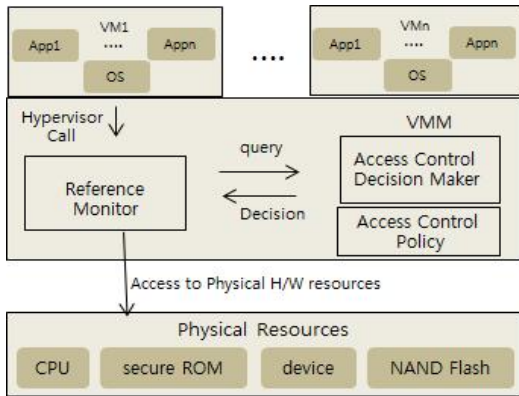 VM1
App1 .... Appn
OS
....
VMn
App1 .... Appn
OS
Hypervisor
Call
VMM
Reference
Monitor
query
Decision
Access Control
Decision Maker
Access Control
Policy
Access to Physical H/W resources
Physical Resources
CPU
secure ROM
device
NAND Flash